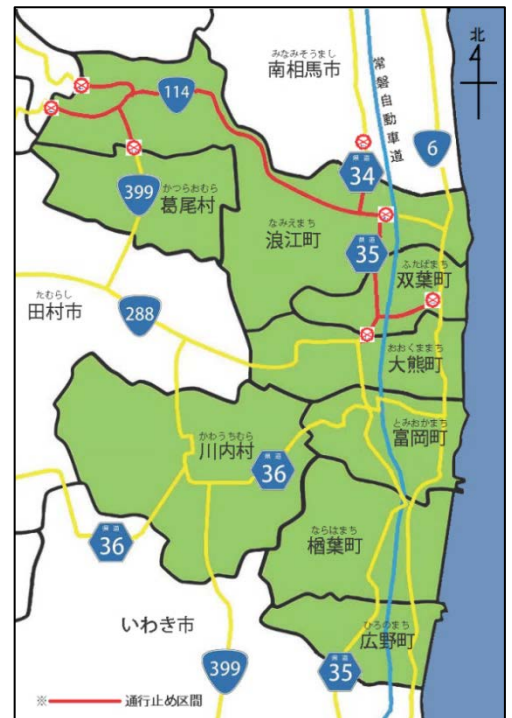 北
みなみそうまし
南相馬市
常磐自動車道
114
6
県道
34
399
かつらおむら
葛尾村
なみえまち
浪江町
県道
35
ふたばまち
双葉町
たむらし
田村市
288
おおくままち
大熊町
とみおかまち
富岡町
かわうちむら
川内村
県道
36
県道
36
ならはまち
楢葉町
いわき市
ひろのまち
広野町
399
県道
35
※ 通行止め区間